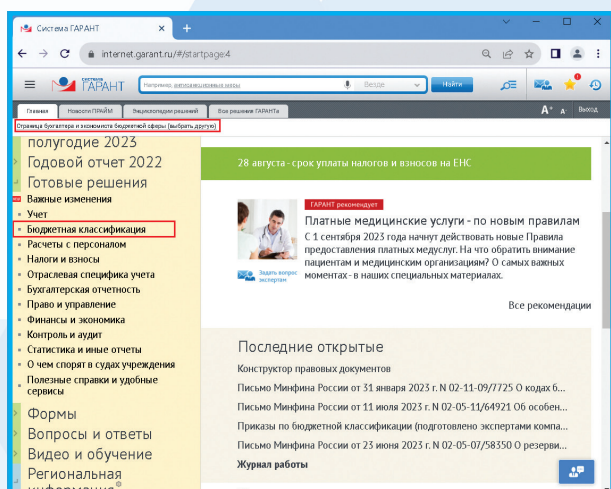 Система ГАРАНТ
internet.garant.ru/#/startpage:4
СИСТЕМА
ГАРАНТ
Например: антисанкционные меры
Везде
Найти
Главная
Новости ПРАЙМ
Энциклопедия решений
Все решения ГАРАНТа
А+ А- Выход
Страница бухгалтера и экономиста бюджетной сферы (выбрать другую)
полугодие 2023
Годовой отчет 2022
Готовые решения
Важные изменения
Учет
Бюджетная классификация
Расчеты с персоналом
Налоги и взносы
Отраслевая специфика учета
Бухгалтерская отчетность
Право и управление
Финансы и экономика
Контроль и аудит
Статистика и иные отчеты
О чем спорят в судах учреждения
Полезные справки и удобные
сервисы
Формы
Вопросы и ответы
Видео и обучение
Региональная
информация
28 августа - срок уплаты налогов и взносов на ЕНС
ГАРАНТ рекомендует
Платные медицинские услуги - по новым правилам
С 1 сентября 2023 года начнут действовать новые Правила
предоставления платных медуслуг. На что обратить внимание
пациентам и медицинским организациям? О самых важных
моментах - в наших специальных материалах.
Задать вопрос
экспертам
Все рекомендации
Последние открытые
Конструктор правовых документов
Письмо Минфина России от 31 января 2023 г. N 02-11-09/7725 О кодах б...
Письмо Минфина России от 11 июля 2023 г. N 02-05-11/64921 Об особен...
Приказы по бюджетной классификации (подготовлено экспертами компа...
Письмо Минфина России от 23 июня 2023 г. N 02-05-07/58350 О резерви...
Журнал работы